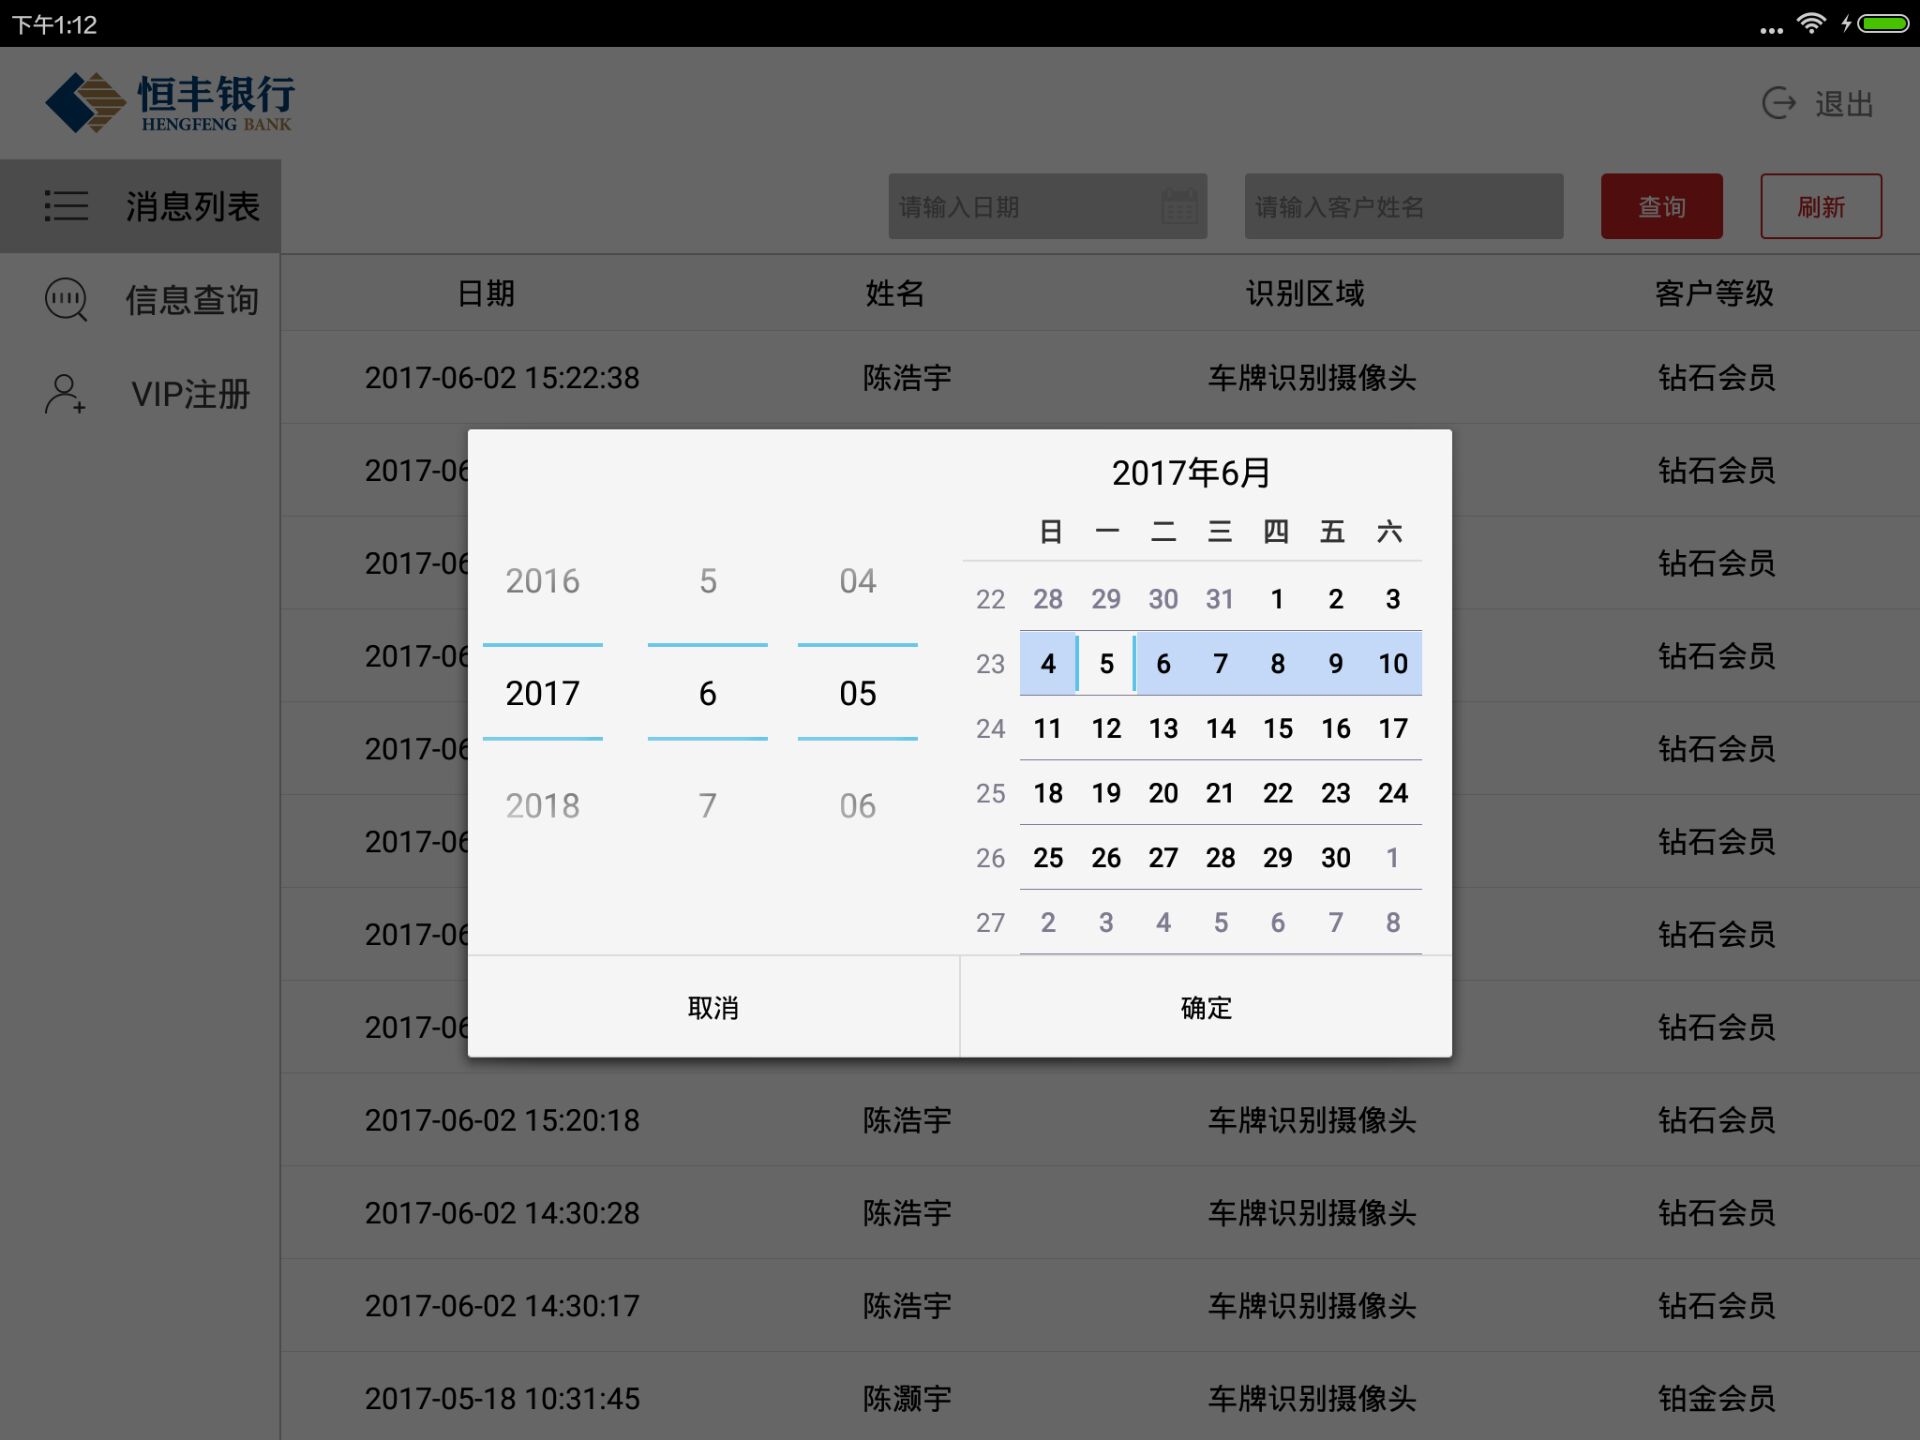 下午1:12
恒丰银行
HENGFENG BANK
退出
消息列表
信息查询
VIP注册
请输入日期
请输入客户姓名
查询
刷新
日期 姓名 识别区域 客户等级
2017-06-02 15:22:38 陈浩宇 车牌识别摄像头 钻石会员
2017-06 钻石会员
2017-06 钻石会员
2017-06 钻石会员
2017-06 钻石会员
2017-06 钻石会员
2017-06 钻石会员
2017-06 钻石会员
2017-06-02 15:20:18 陈浩宇 车牌识别摄像头 钻石会员
2017-06-02 14:30:28 陈浩宇 车牌识别摄像头 钻石会员
2017-06-02 14:30:17 陈浩宇 车牌识别摄像头 钻石会员
2017-05-18 10:31:45 陈灏宇 车牌识别摄像头 铂金会员
2016 5 04
2017 6 05
2018 7 06
2017年6月
日 一 二 三 四 五 六
22 28 29 30 31 1 2 3
23 4 5 6 7 8 9 10
24 11 12 13 14 15 16 17
25 18 19 20 21 22 23 24
26 25 26 27 28 29 30 1
27 2 3 4 5 6 7 8
取消
确定